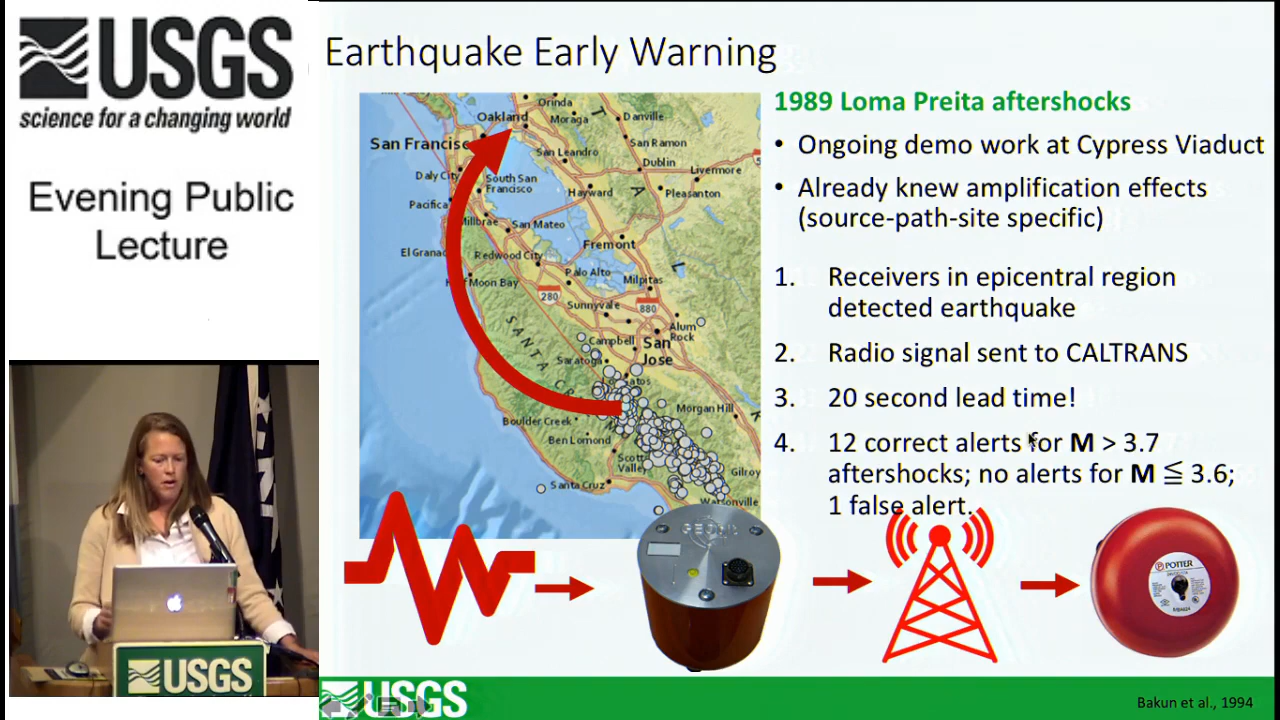 USGS
science for a changing world
Evening Public
Lecture
Earthquake Early Warning
1989 Loma Preita aftershocks
• Ongoing demo work at Cypress Viaduct
• Already knew amplification effects
(source-path-site specific)
1. Receivers in epicentral region
detected earthquake
2. Radio signal sent to CALTRANS
3. 20 second lead time!
4. 12 correct alerts for M > 3.7
aftershocks; no alerts for M ≦ 3.6;
1 false alert.
Orinda
Oakland
Moraga
Danville
San Francisc
San Ramon
San Leandro
Dublin
Daly City
Livermore
South San
Francisco
Hayward
Pleasanton
Pacifica
Millbrae
San Mateo
El Grana
Redwood City
Fremont
Palo Alto
Milpitas
Half Moon Bay
280
Sunnyvale
880
Alum
Rock
Campbell
San
Jose
Saratoga
SANTA C
Morgan Hill
Boulder Creek
Ben Lomond
Scott
Valley
Gilroy
Santa Cruz
Watsonville
POTTER
USGS
USGS
Bakun et al., 1994